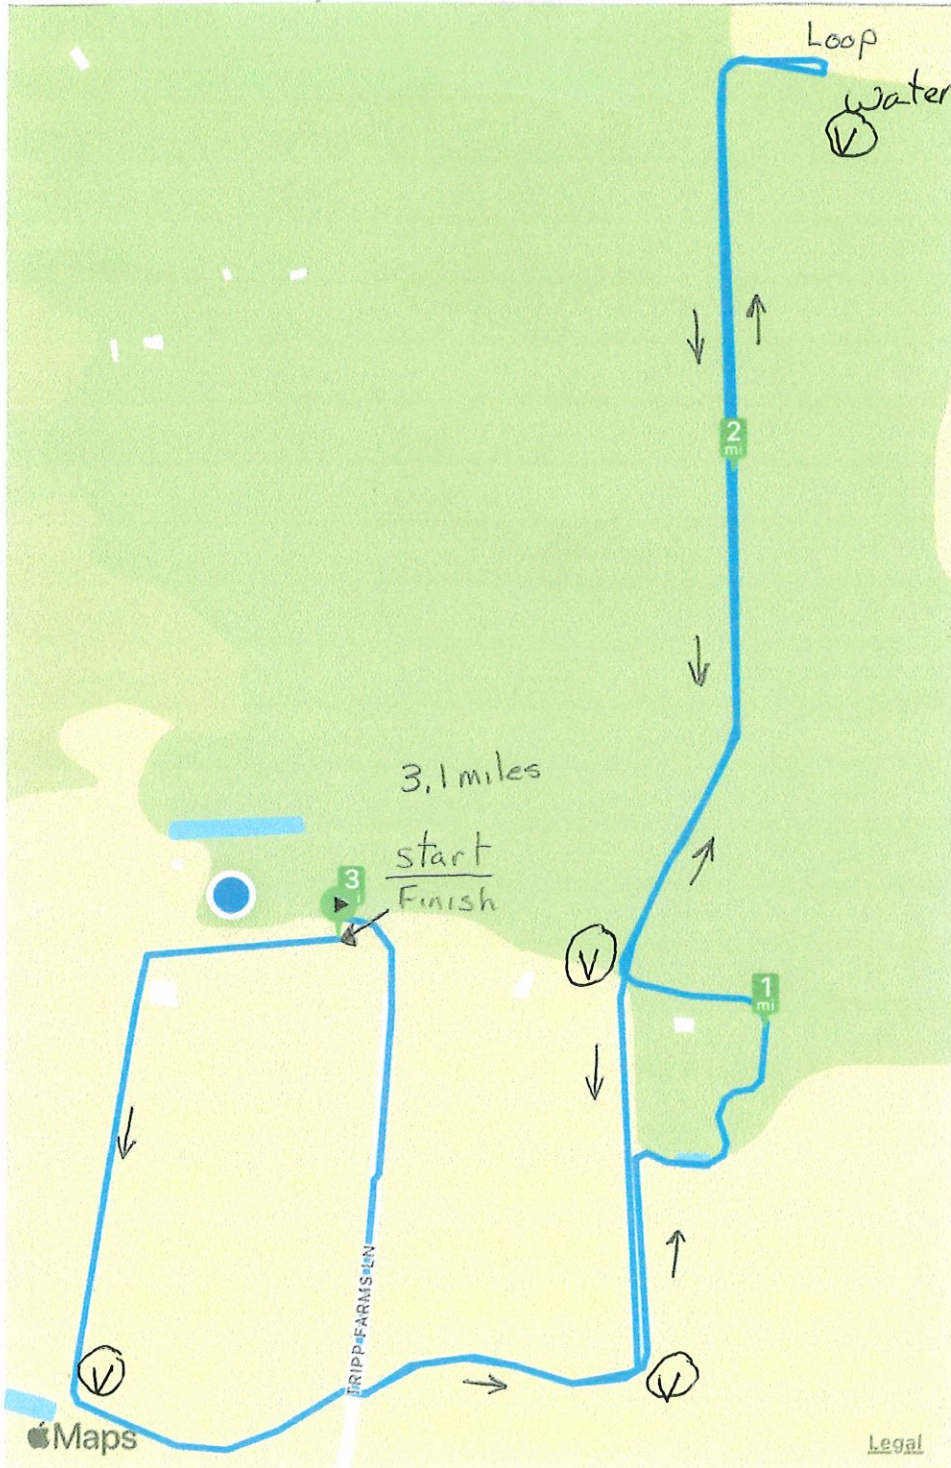 Loop
Water
V
2
mi
3.1 miles
start
Finish
3
V
1
mi
TRIPP FARMS LN
V
V
Maps
Legal